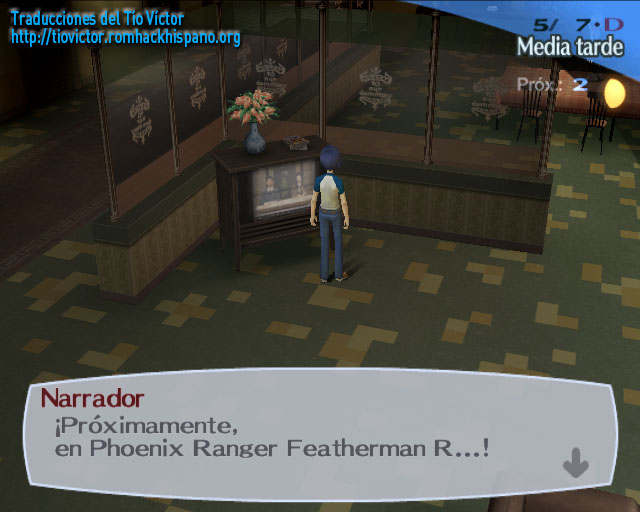 Traducciones del Tio Victor
http://tiovictor.romhackhispano.org
5/ 7·D
Media tarde
Próx.: 2
Narrador
¡Próximamente,
en Phoenix Ranger Featherman R...!